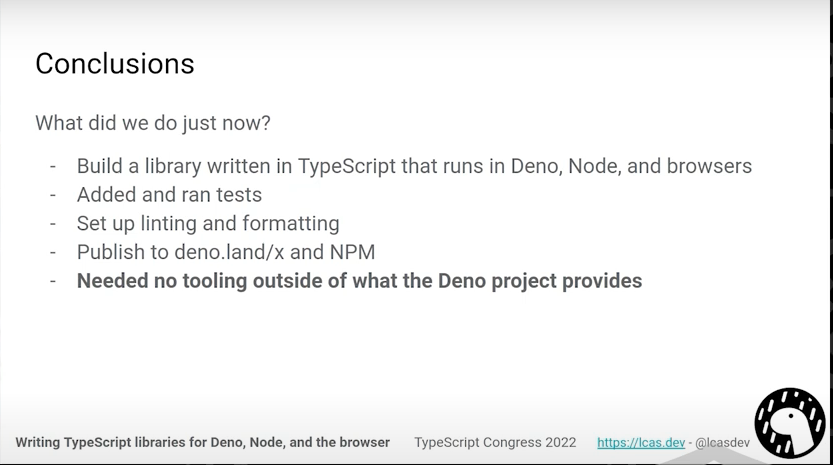 Conclusions
What did we do just now?
- Build a library written in TypeScript that runs in Deno, Node, and browsers
- Added and ran tests
- Set up linting and formatting
- Publish to deno.land/x and NPM
- Needed no tooling outside of what the Deno project provides
Writing TypeScript libraries for Deno, Node, and the browser TypeScript Congress 2022 https://lcas.dev - @lcasdev